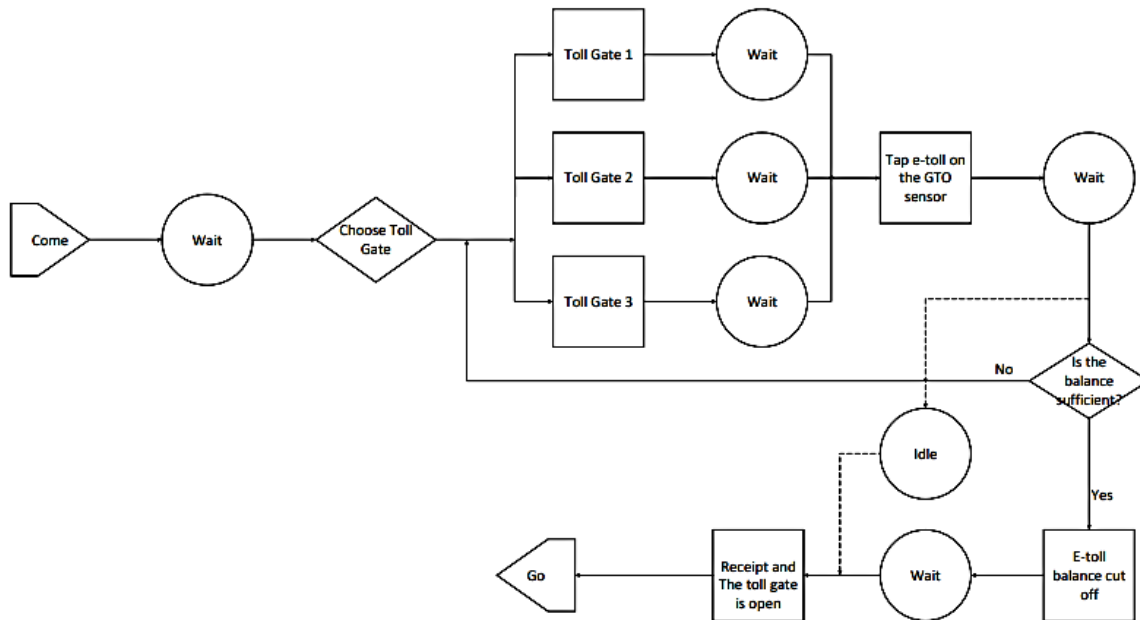 Toll Gate 1
Wait
Toll Gate 2
Wait
Tap e-toll on
the GTO
sensor
Wait
Come
Wait
Choose Toll
Gate
Toll Gate 3
Wait
No
Is the
balance
sufficient?
Idle
Yes
Go
Receipt and
The toll gate
is open
Wait
E-toll
balance cut
off